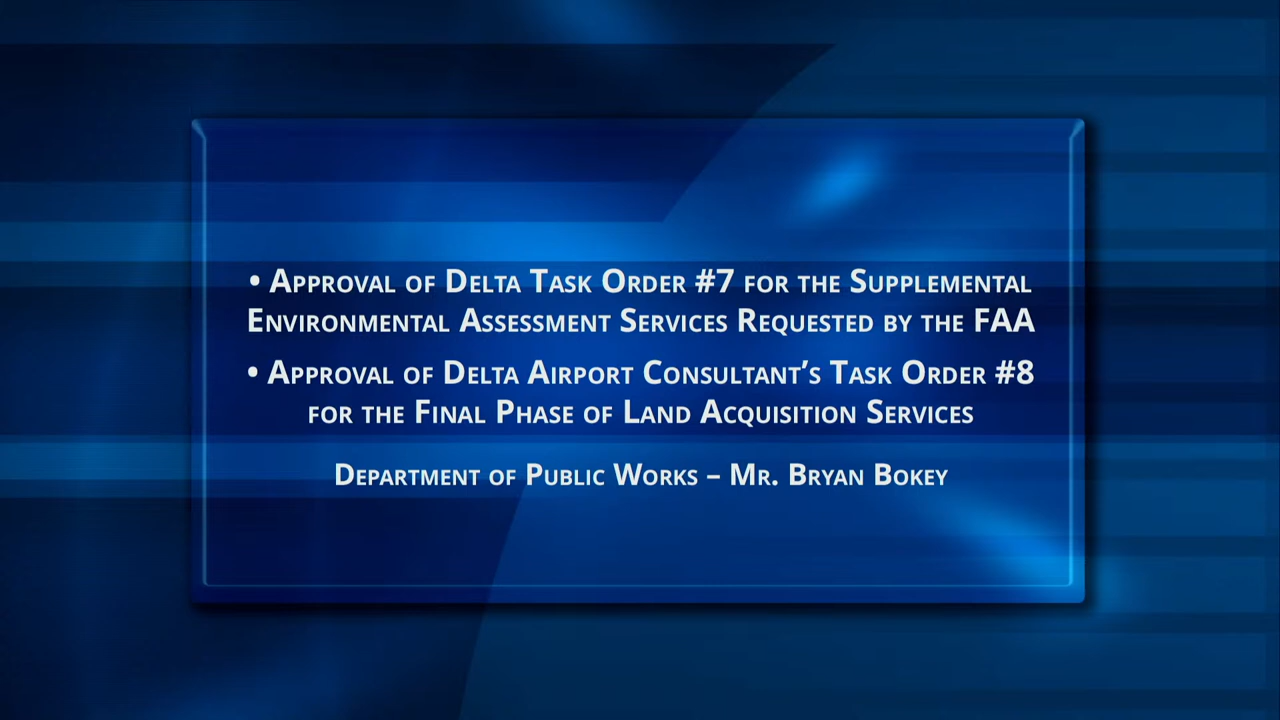 • Approval of Delta Task Order #7 for the Supplemental
Environmental Assessment Services Requested by the FAA
• Approval of Delta Airport Consultant’s Task Order #8
for the Final Phase of Land Acquisition Services
Department of Public Works – Mr. Bryan Bokey